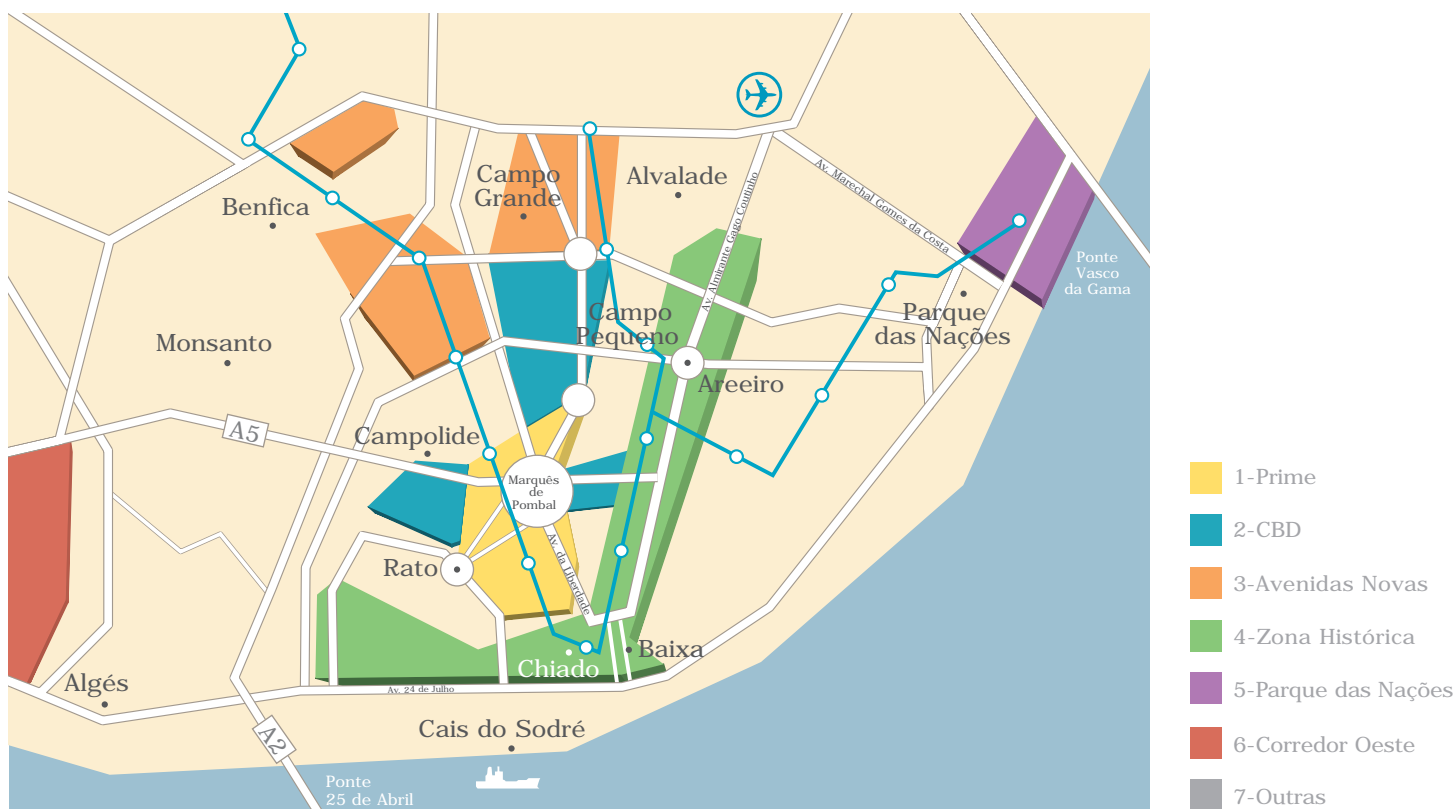 Campo
Grande
Alvalade
Benfica
Av. Almirante Gago Coutinho
Av. Marechal Gomes da Costa
Ponte
Vasco
da Gama
Campo
Pequeno
Parque
das Nações
Monsanto
Areeiro
A5
Campolide
Marquês
de
Pombal
Rato
Av. da Liberdade
Baixa
Chiado
Algés
Av. 24 de Julho
Cais do Sodré
A2
Ponte
25 de Abril
1-Prime
2-CBD
3-Avenidas Novas
4-Zona Histórica
5-Parque das Nações
6-Corredor Oeste
7-Outras